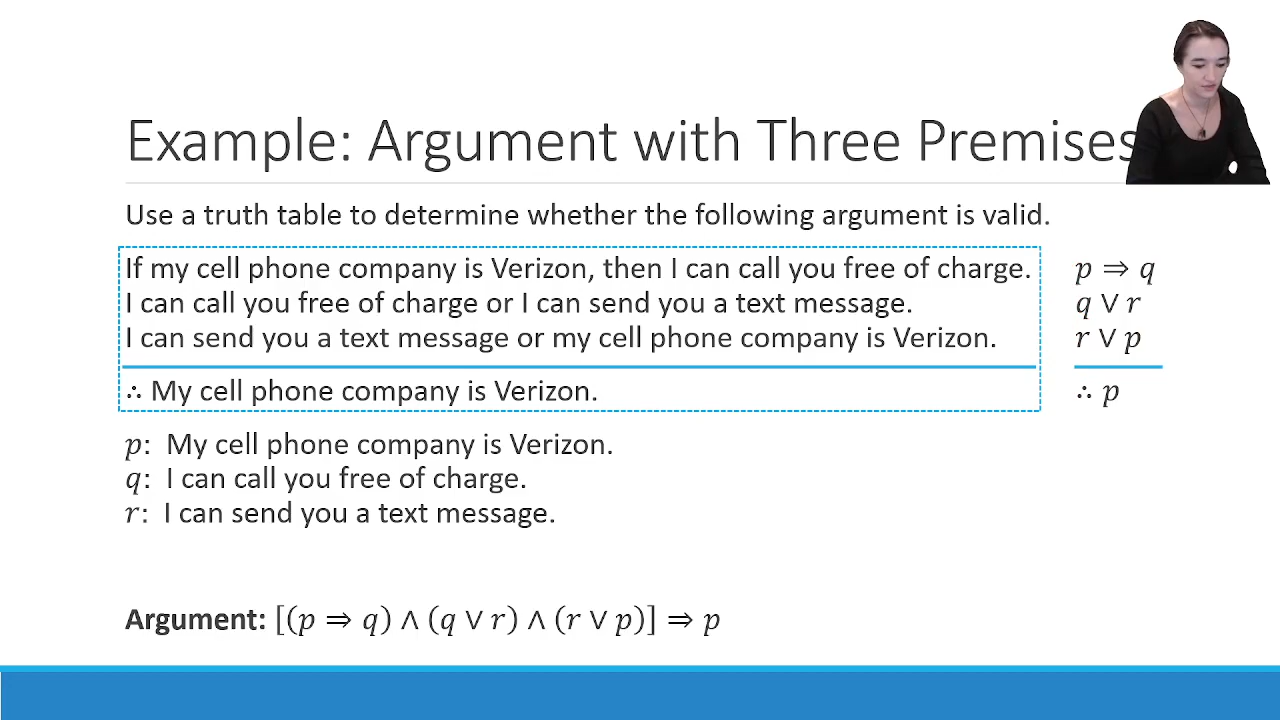 Example: Argument with Three Premises
Use a truth table to determine whether the following argument is valid.
If my cell phone company is Verizon, then I can call you free of charge. 𝑝 ⇒ 𝑞
I can call you free of charge or I can send you a text message. 𝑞 ∨ 𝑟
I can send you a text message or my cell phone company is Verizon. 𝑟 ∨ 𝑝
∴ My cell phone company is Verizon. ∴ 𝑝
𝑝: My cell phone company is Verizon.
𝑞: I can call you free of charge.
𝑟: I can send you a text message.
Argument: [(𝑝 ⇒ 𝑞) ∧ (𝑞 ∨ 𝑟) ∧ (𝑟 ∨ 𝑝)] ⇒ 𝑝